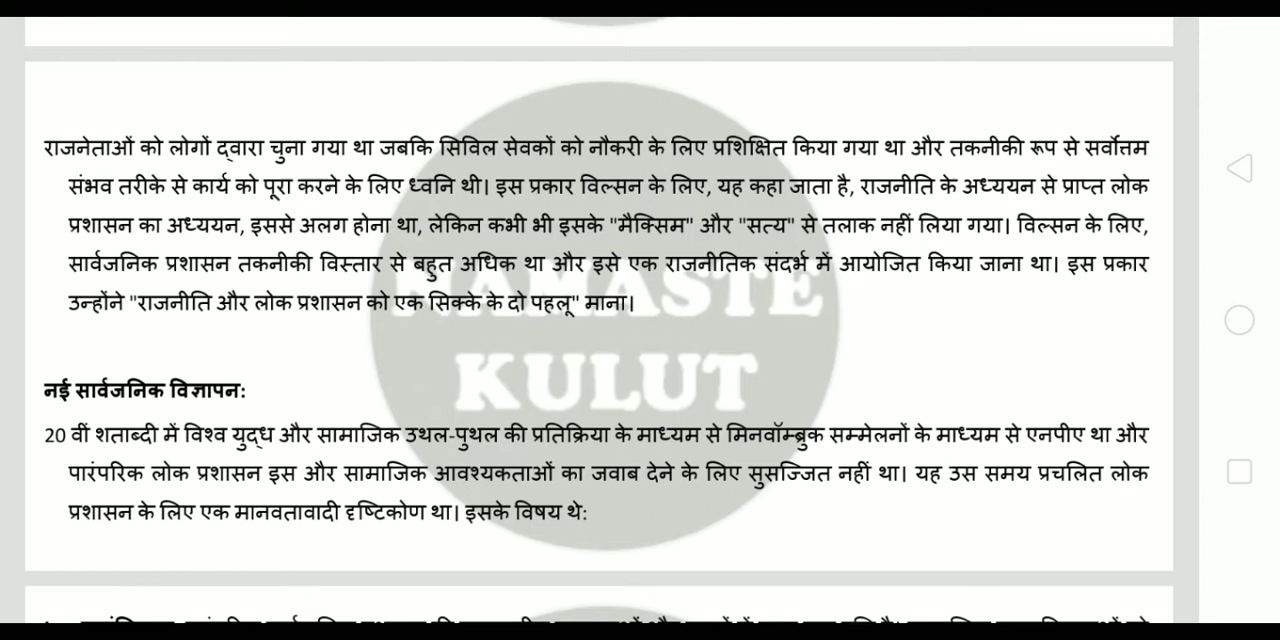 राजनेताओं को लोगों द्वारा चुना गया था जबकि सिविल सेवकों को नौकरी के लिए प्रशिक्षित किया गया था और तकनीकी रूप से सर्वोत्तम
संभव तरीके से कार्य को पूरा करने के लिए ध्वनि थी। इस प्रकार विल्सन के लिए, यह कहा जाता है, राजनीति के अध्ययन से प्राप्त लोक
प्रशासन का अध्ययन, इससे अलग होना था, लेकिन कभी भी इसके "मैक्सिम" और "सत्य" से तलाक नहीं लिया गया। विल्सन के लिए,
सार्वजनिक प्रशासन तकनीकी विस्तार से बहुत अधिक था और इसे एक राजनीतिक संदर्भ में आयोजित किया जाना था। इस प्रकार
उन्होंने "राजनीति और लोक प्रशासन को एक सिक्के के दो पहलू" माना।
NAMASTE
KULUT
नई सार्वजनिक विज्ञापन:
20 वीं शताब्दी में विश्व युद्ध और सामाजिक उथल-पुथल की प्रतिक्रिया के माध्यम से मिनवॉम्ब्रुक सम्मेलनों के माध्यम से एनपीए था और
पारंपरिक लोक प्रशासन इस और सामाजिक आवश्यकताओं का जवाब देने के लिए सुसज्जित नहीं था। यह उस समय प्रचलित लोक
प्रशासन के लिए एक मानवतावादी दृष्टिकोण था। इसके विषय थे: